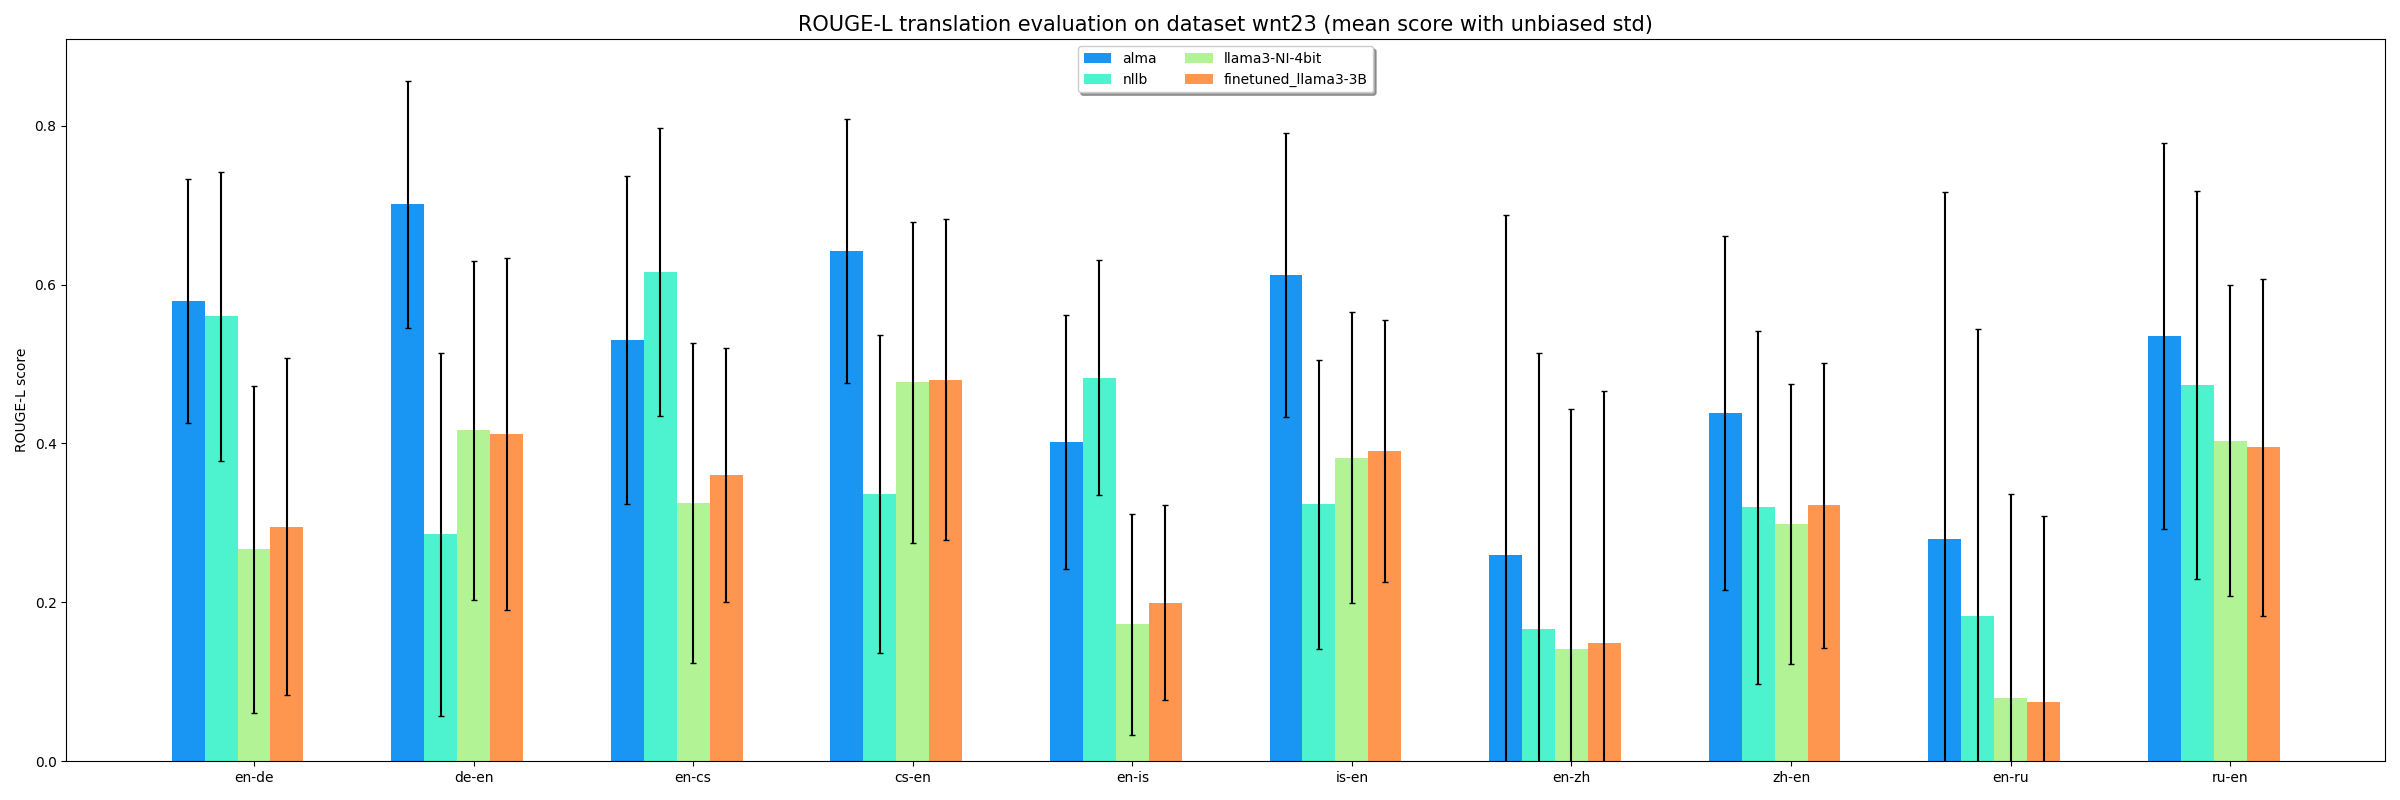 ROUGE-L translation evaluation on dataset wnt23 (mean score with unbiased std)
alma
nllb
llama3-NI-4bit
finetuned_llama3-3B
ROUGE-L score
0.8
0.6
0.4
0.2
0.0
en-de de-en en-cs cs-en en-is is-en en-zh zh-en en-ru ru-en